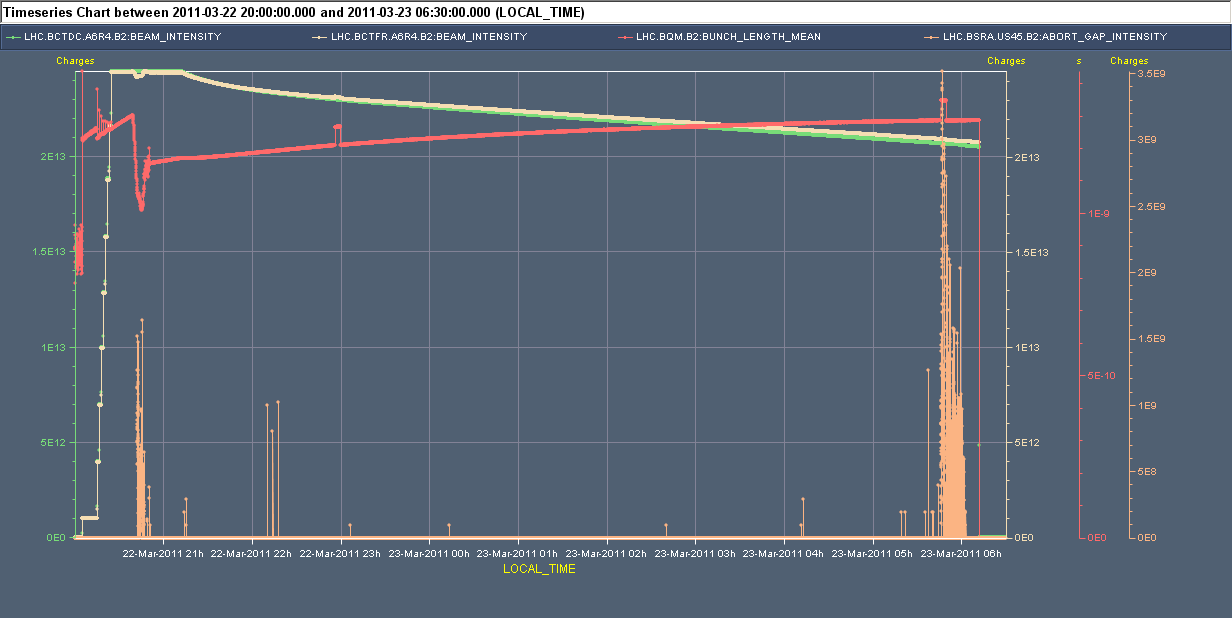 Timeseries Chart between 2011-03-22 20:00:00.000 and 2011-03-23 06:30:00.000 (LOCAL_TIME)
LHC.BCTDC.A6R4.B2:BEAM_INTENSITY LHC.BCTFR.A6R4.B2:BEAM_INTENSITY LHC.BQM.B2:BUNCH_LENGTH_MEAN LHC.BSRA.US45.B2:ABORT_GAP_INTENSITY
Charges Charges s Charges
3.5E9
3E9
2E13 2E13
2.5E9
1E-9
1.5E13 1.5E13
2E9
1.5E9
1E13 1E13
5E-10
1E9
5E12 5E12
5E8
0E0 0E0 0E0 0E0
22-Mar-2011 21h 22-Mar-2011 22h 22-Mar-2011 23h 23-Mar-2011 00h 23-Mar-2011 01h 23-Mar-2011 02h 23-Mar-2011 03h 23-Mar-2011 04h 23-Mar-2011 05h 23-Mar-2011 06h
LOCAL_TIME